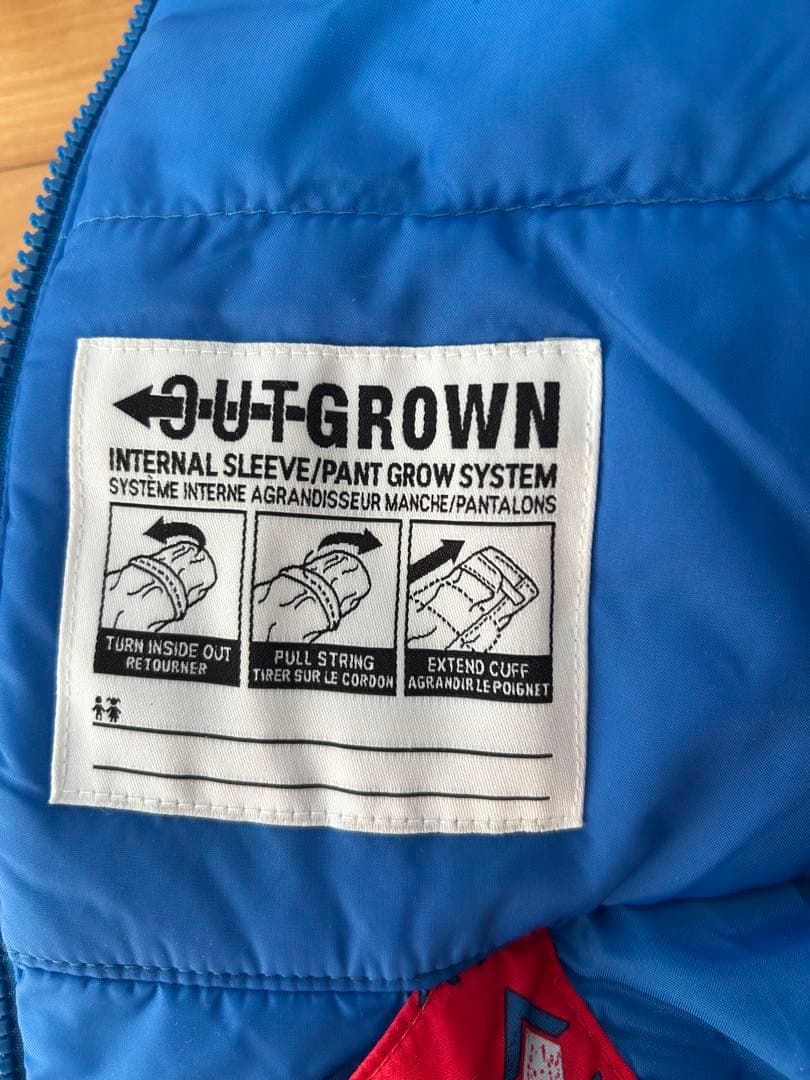 OUTGROWN
INTERNAL SLEEVE/PANT GROW SYSTEM
SYSTÈME INTERNE AGRANDISSEUR MANCHE/PANTALONS
TURN INSIDE OUT
RETOURNER
PULL STRING
TIRER SUR LE CORDON
EXTEND CUFF
AGRANDIR LE POIGNET